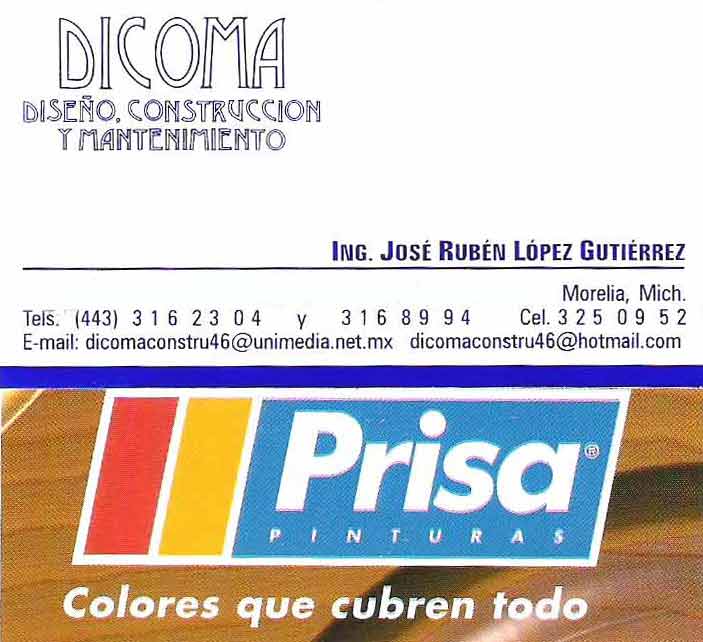 DICOMA
DISEÑO, CONSTRUCCION
Y MANTENIMIENTO
ING. JOSÉ RUBÉN LÓPEZ GUTIÉRREZ
Morelia, Mich.
Tels. (443) 3 1 6 2 3 0 4 y 3 1 6 8 9 9 4 Cel. 3 2 5 0 9 5 2
E-mail: dicomaconstru46@unimedia.net.mx dicomaconstru46@hotmail.com
Prisa®
PINTURAS
Colores que cubren todo